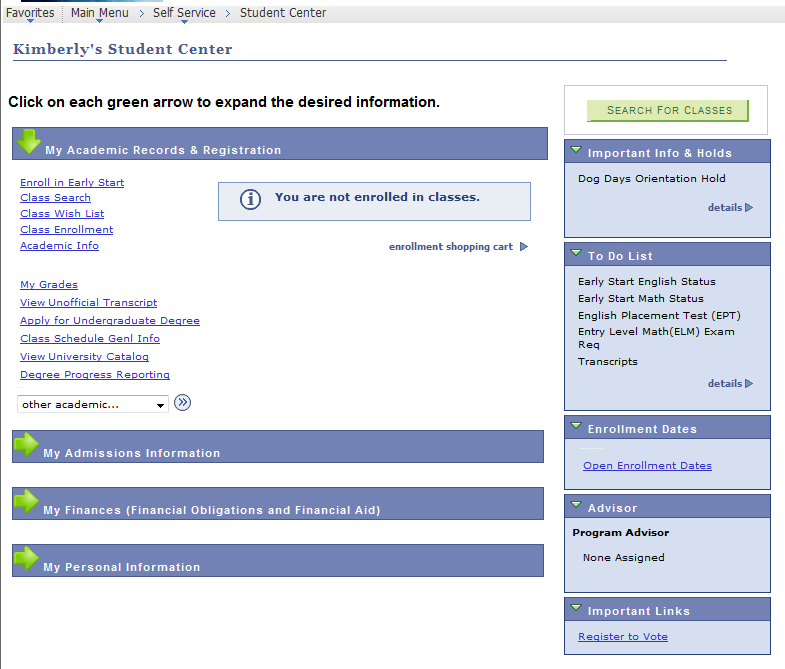 Favorites Main Menu > Self Service > Student Center
Kimberly's Student Center
Click on each green arrow to expand the desired information.
My Academic Records & Registration
Enroll in Early Start
Class Search
Class Wish List
Class Enrollment
Academic Info
You are not enrolled in classes.
enrollment shopping cart
My Grades
View Unofficial Transcript
Apply for Undergraduate Degree
Class Schedule Genl Info
View University Catalog
Degree Progress Reporting
other academic...
My Admissions Information
My Finances (Financial Obligations and Financial Aid)
My Personal Information
SEARCH FOR CLASSES
Important Info & Holds
Dog Days Orientation Hold
details
To Do List
Early Start English Status
Early Start Math Status
English Placement Test (EPT)
Entry Level Math(ELM) Exam
Req
Transcripts
details
Enrollment Dates
Open Enrollment Dates
Advisor
Program Advisor
None Assigned
Important Links
Register to Vote